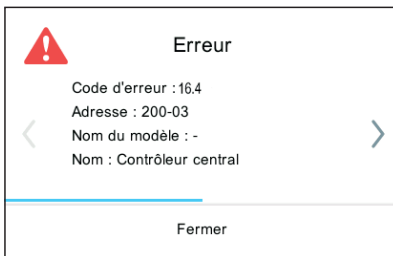 Erreur
Code d'erreur :16.4
Adresse : 200-03
Nom du modèle : -
Nom : Contrôleur central
Fermer